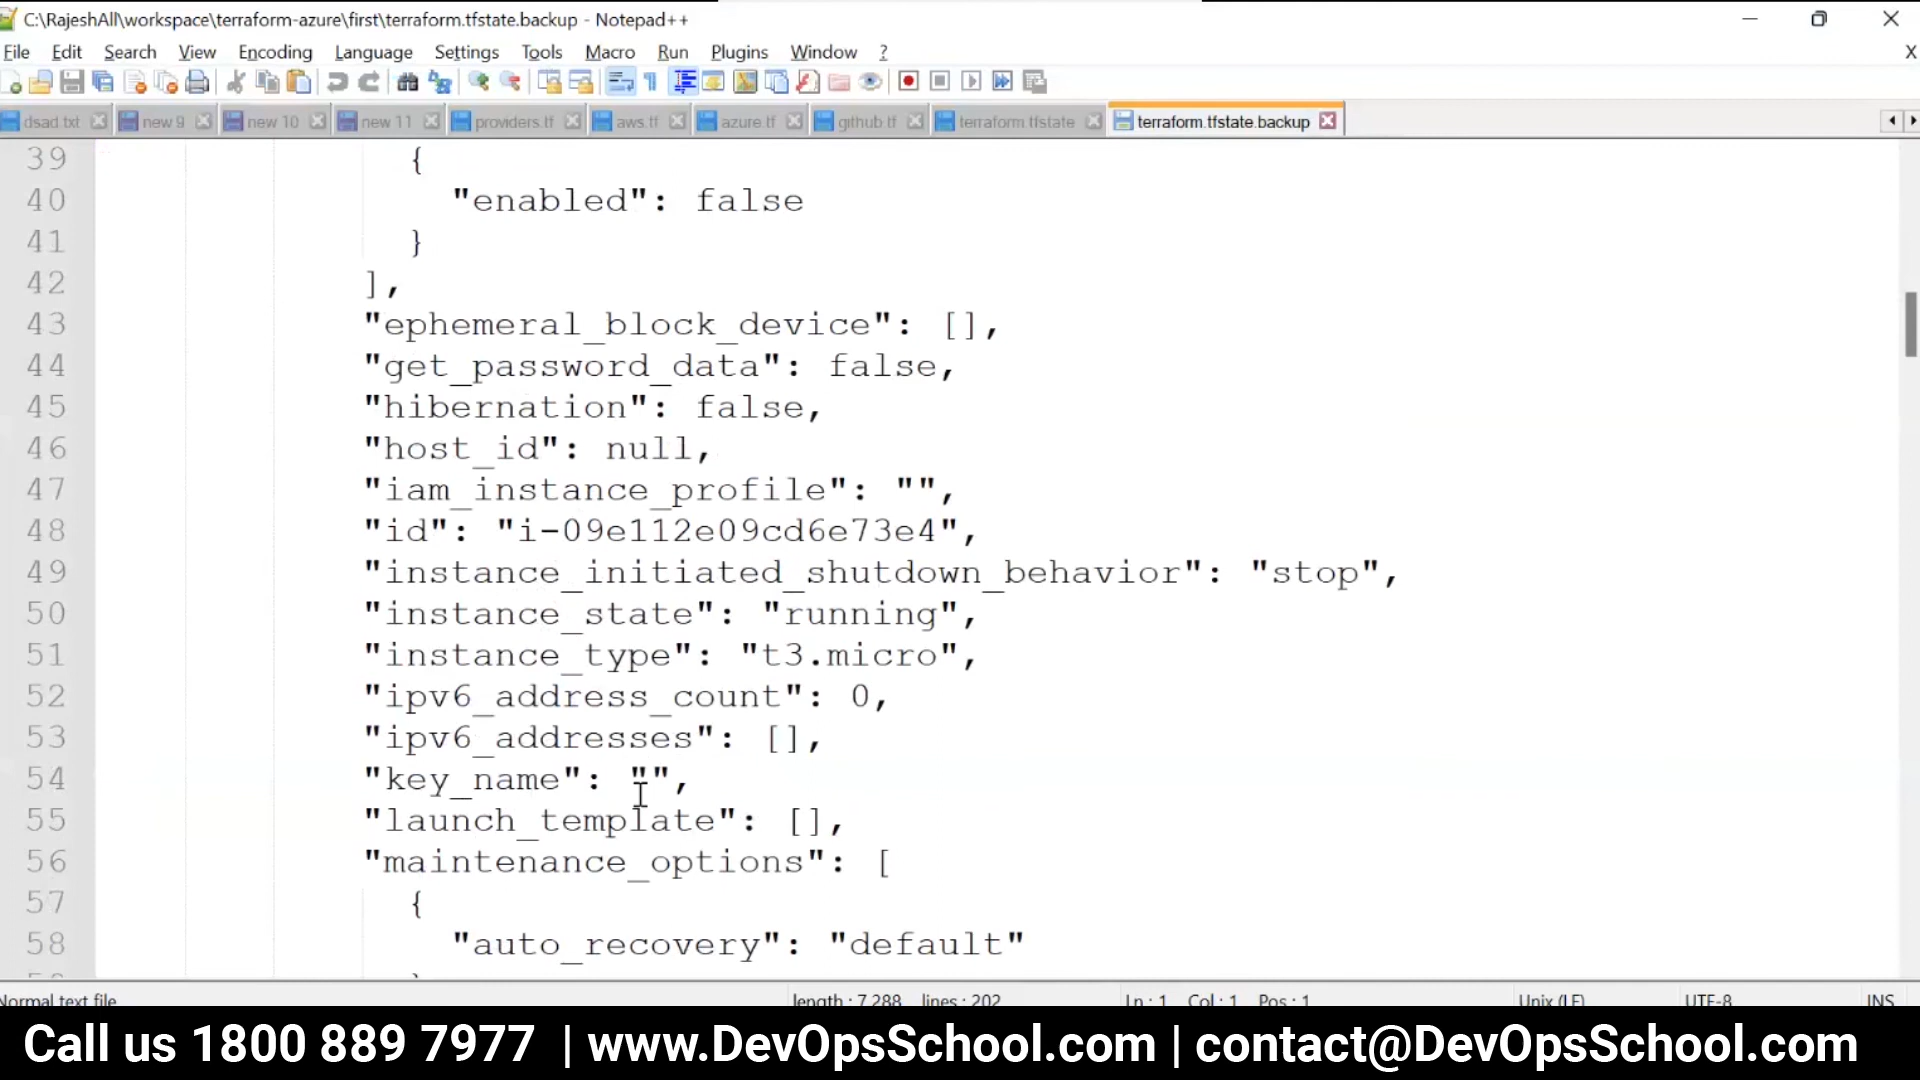 C:\RajeshAll\workspace\terraform-azure\first\terraform.tfstate.backup - Notepad++
File Edit Search View Encoding Language Settings Tools Macro Run Plugins Window ? X
dsad.txt new 9 new 10 new 11 providers.tf aws.tf azure.tf github.tf terraform.tfstate terraform.tfstate.backup
39 {
40 "enabled": false
41 }
42 ],
43 "ephemeral_block_device": [],
44 "get_password_data": false,
45 "hibernation": false,
46 "host_id": null,
47 "iam_instance_profile": "",
48 "id": "i-09e112e09cd6e73e4",
49 "instance_initiated_shutdown_behavior": "stop",
50 "instance_state": "running",
51 "instance_type": "t3.micro",
52 "ipv6_address_count": 0,
53 "ipv6_addresses": [],
54 "key_name": "",
55 "launch_template": [],
56 "maintenance_options": [
57 {
58 "auto_recovery": "default"
Normal text file length : 7,288 lines : 202 Ln : 1 Col : 1 Pos : 1 Unix (LF) UTF-8 INS
Call us 1800 889 7977 | www.DevOpsSchool.com | contact@DevOpsSchool.com